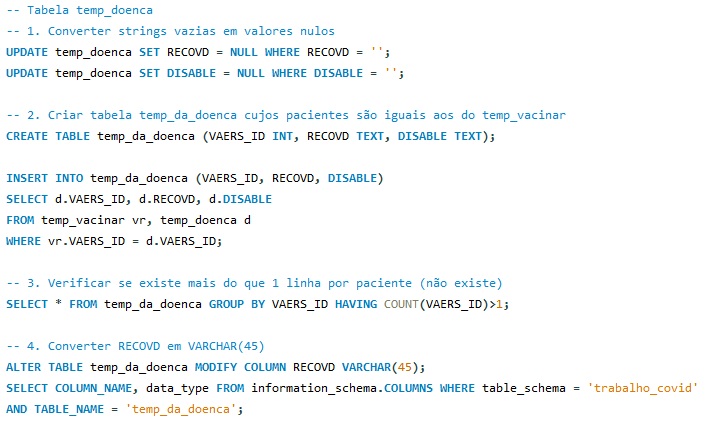 -- Tabela temp_doenca
-- 1. Converter strings vazias em valores nulos
UPDATE temp_doenca SET RECOVD = NULL WHERE RECOVD = '';
UPDATE temp_doenca SET DISABLE = NULL WHERE DISABLE = '';
-- 2. Criar tabela temp_da_doenca cujos pacientes são iguais aos do temp_vacinar
CREATE TABLE temp_da_doenca (VAERS_ID INT, RECOVD TEXT, DISABLE TEXT);
INSERT INTO temp_da_doenca (VAERS_ID, RECOVD, DISABLE)
SELECT d.VAERS_ID, d.RECOVD, d.DISABLE
FROM temp_vacinar vr, temp_doenca d
WHERE vr.VAERS_ID = d.VAERS_ID;
-- 3. Verificar se existe mais do que 1 linha por paciente (não existe)
SELECT * FROM temp_da_doenca GROUP BY VAERS_ID HAVING COUNT(VAERS_ID)>1;
-- 4. Converter RECOVD em VARCHAR(45)
ALTER TABLE temp_da_doenca MODIFY COLUMN RECOVD VARCHAR(45);
SELECT COLUMN_NAME, data_type FROM information_schema.COLUMNS WHERE table_schema = 'trabalho_covid'
AND TABLE_NAME = 'temp_da_doenca';